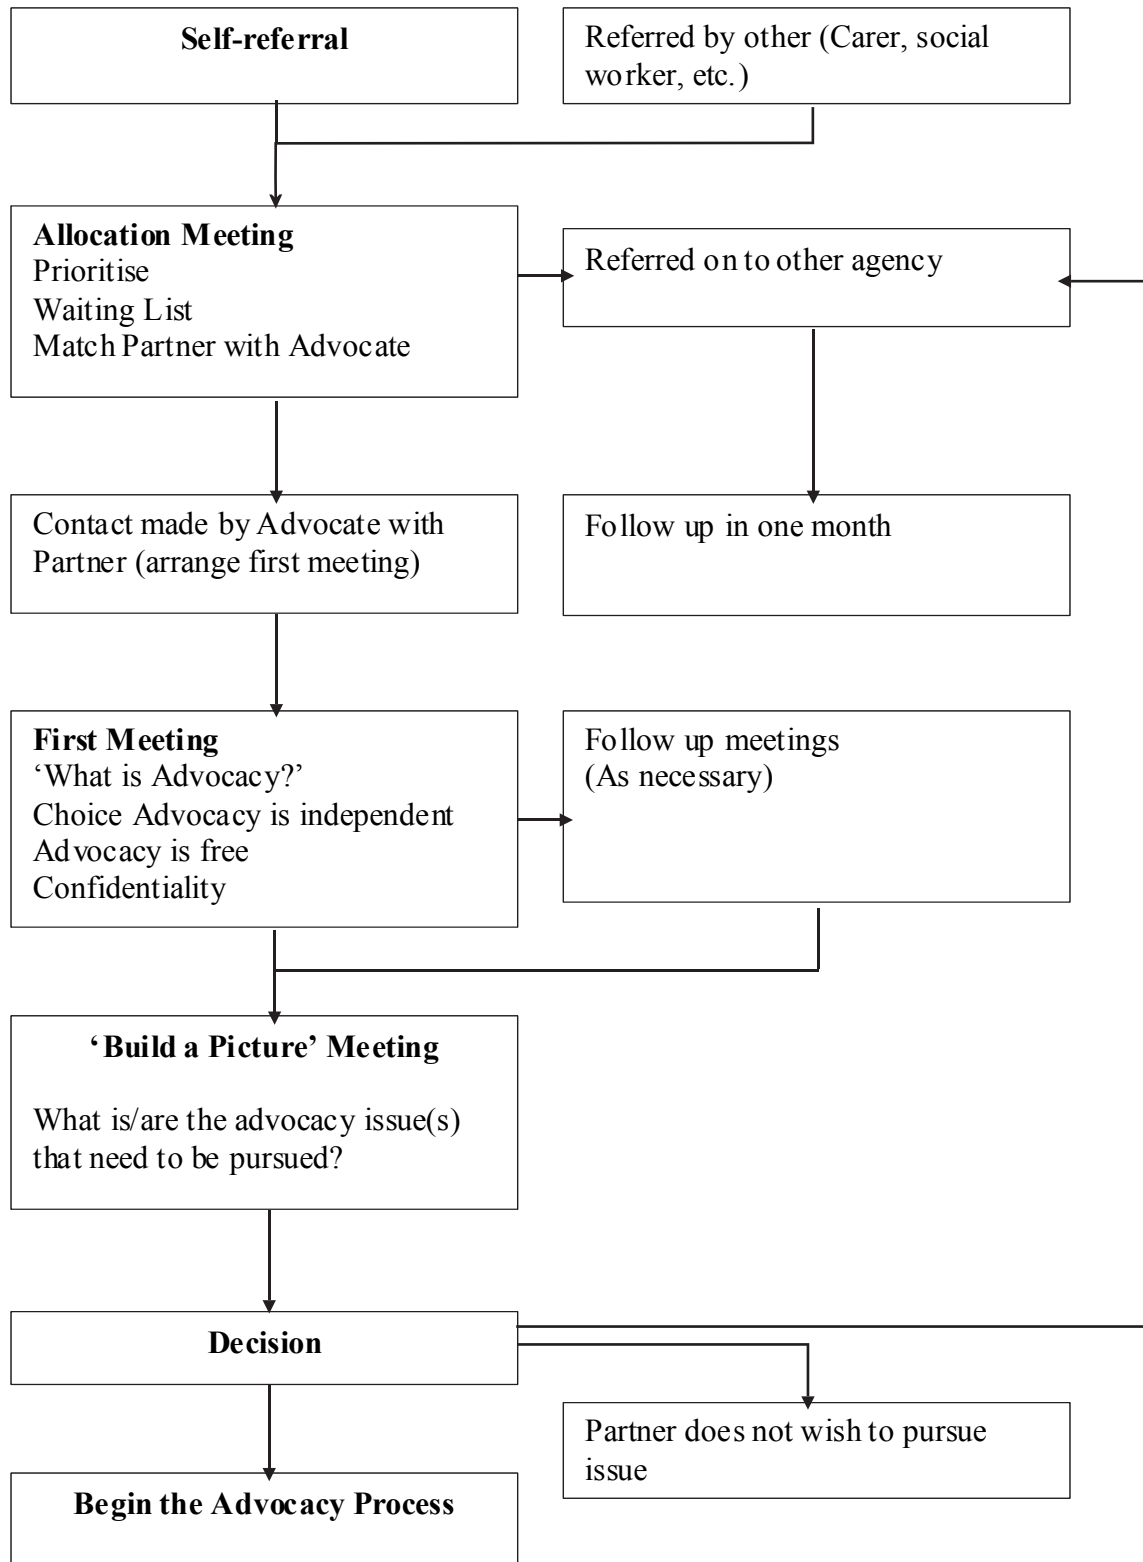 Self-referral
Referred by other (Carer, social
worker, etc.)
Allocation Meeting
Prioritise
Waiting List
Match Partner with Advocate
Referred on to other agency
Contact made by Advocate with
Partner (arrange first meeting)
Follow up in one month
First Meeting
‘What is Advocacy?’
Choice Advocacy is independent
Advocacy is free
Confidentiality
Follow up meetings
(As necessary)
‘Build a Picture’ Meeting
What is/are the advocacy issue(s)
that need to be pursued?
Decision
Partner does not wish to pursue
issue
Begin the Advocacy Process